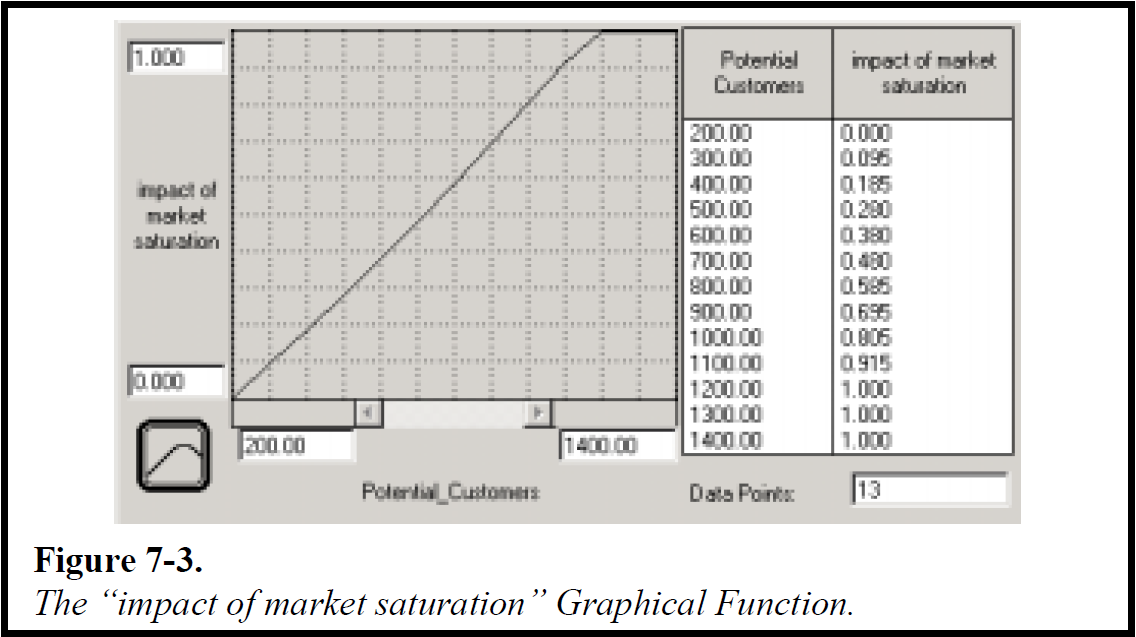 1.000
impact of
market
saturation
0.000
200.00
1400.00
Potential_Customers
Potential
Customers
impact of market
saturation
200.00 0.000
300.00 0.095
400.00 0.185
500.00 0.280
600.00 0.380
700.00 0.480
800.00 0.585
900.00 0.695
1000.00 0.805
1100.00 0.915
1200.00 1.000
1300.00 1.000
1400.00 1.000
Data Points: 13
Figure 7-3.
The “impact of market saturation” Graphical Function.